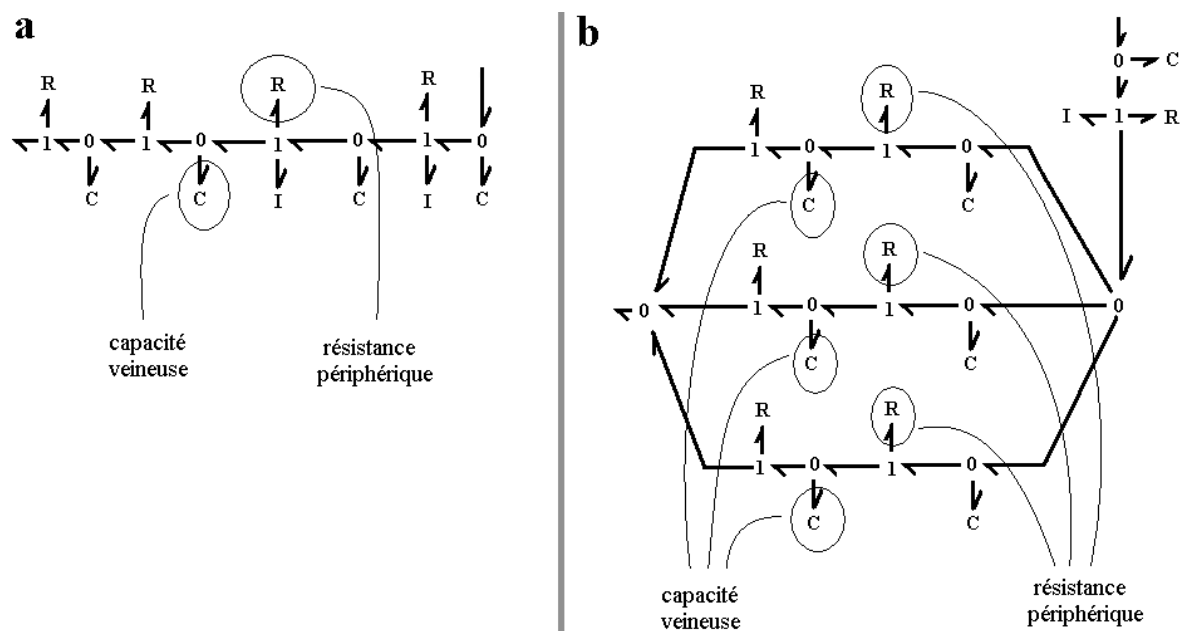 a
R R R R
1 0 1 0 1 0 1 0
C C I C I C
capacité
veineuse
résistance
périphérique
b
0 C
I 1 R
R R
1 0 1 0
C C
R R
0 1 0 1 0 0
C C
R R
1 0 1 0
C C
capacité
veineuse
résistance
périphérique